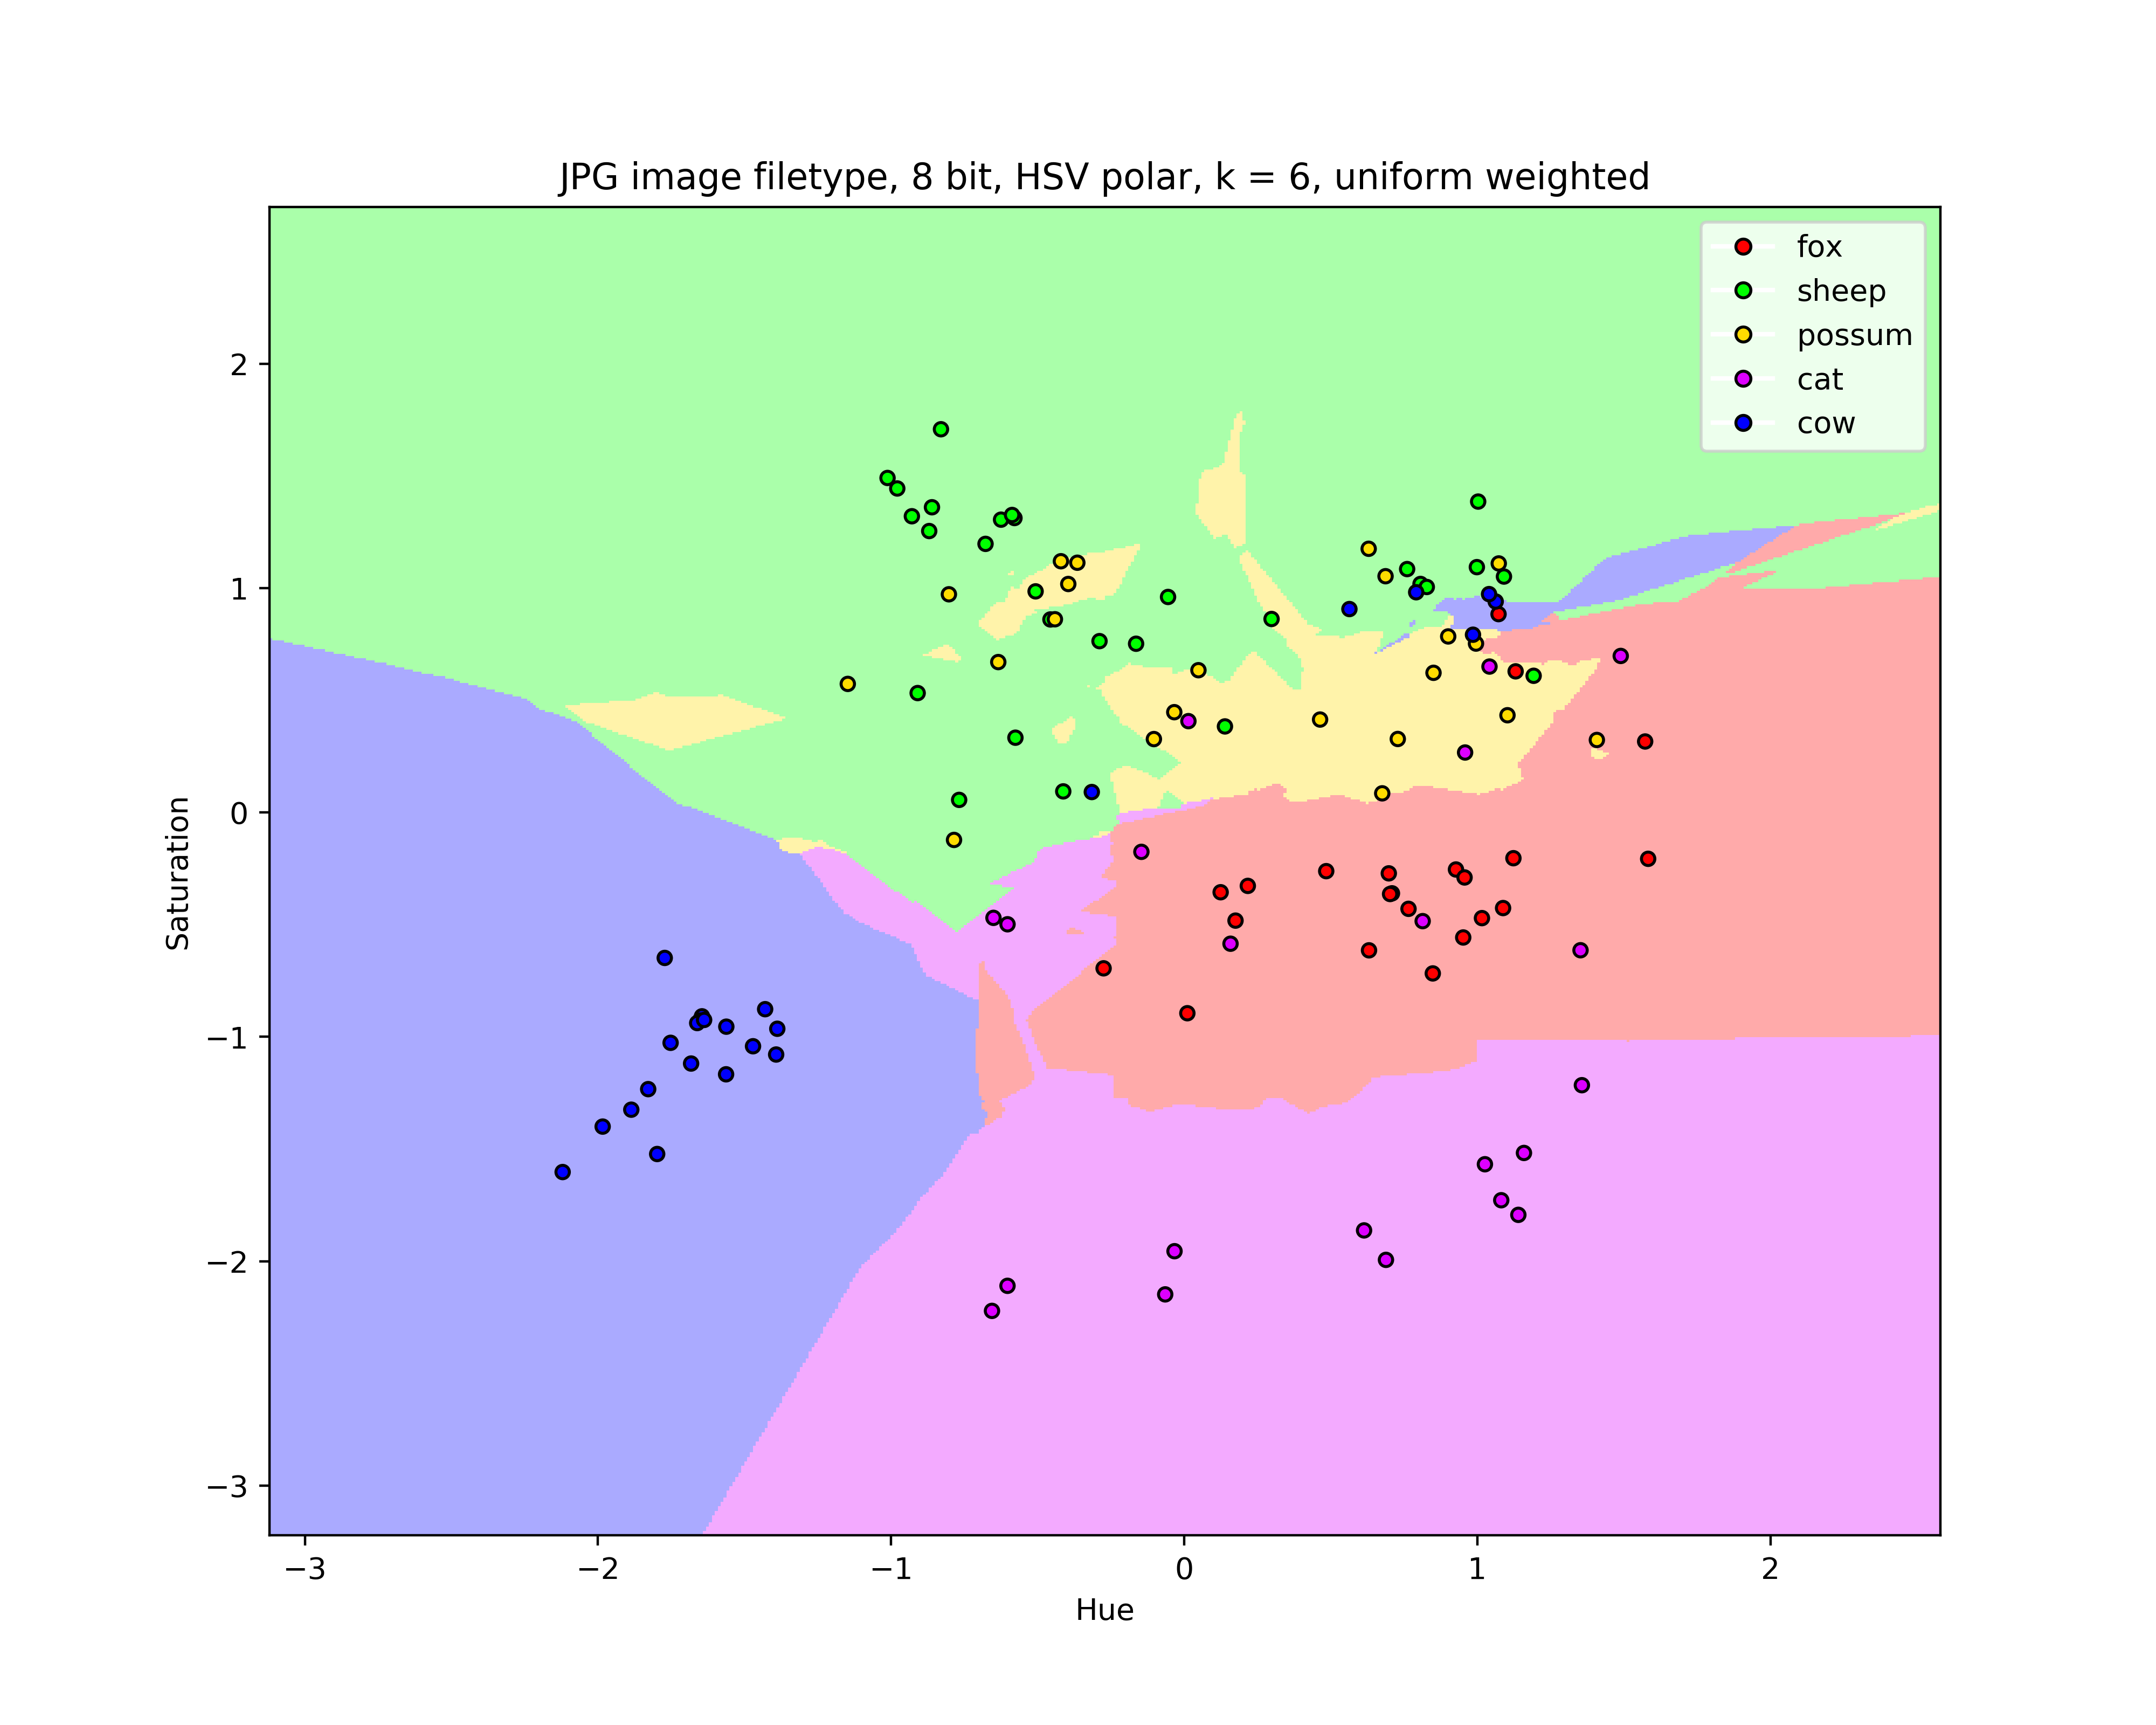 JPG image filetype, 8 bit, HSV polar, k = 6, uniform weighted
fox
sheep
possum
cat
cow
2
1
0
−1
−2
−3
Saturation
−3
−2
−1
0
1
2
Hue